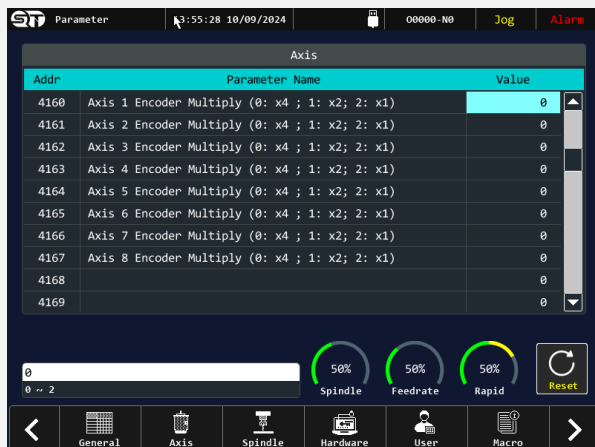 ST Parameter 13:55:28 10/09/2024 O0000-N0 Jog Alarm
Axis
Addr Parameter Name Value
4160 Axis 1 Encoder Multiply (0: x4 ; 1: x2; 2: x1) 0
4161 Axis 2 Encoder Multiply (0: x4 ; 1: x2; 2: x1) 0
4162 Axis 3 Encoder Multiply (0: x4 ; 1: x2; 2: x1) 0
4163 Axis 4 Encoder Multiply (0: x4 ; 1: x2; 2: x1) 0
4164 Axis 5 Encoder Multiply (0: x4 ; 1: x2; 2: x1) 0
4165 Axis 6 Encoder Multiply (0: x4 ; 1: x2; 2: x1) 0
4166 Axis 7 Encoder Multiply (0: x4 ; 1: x2; 2: x1) 0
4167 Axis 8 Encoder Multiply (0: x4 ; 1: x2; 2: x1) 0
4168 0
4169 0
0
0 ~ 2
50% 50% 50%
Spindle Feedrate Rapid Reset
General Axis Spindle Hardware User Macro